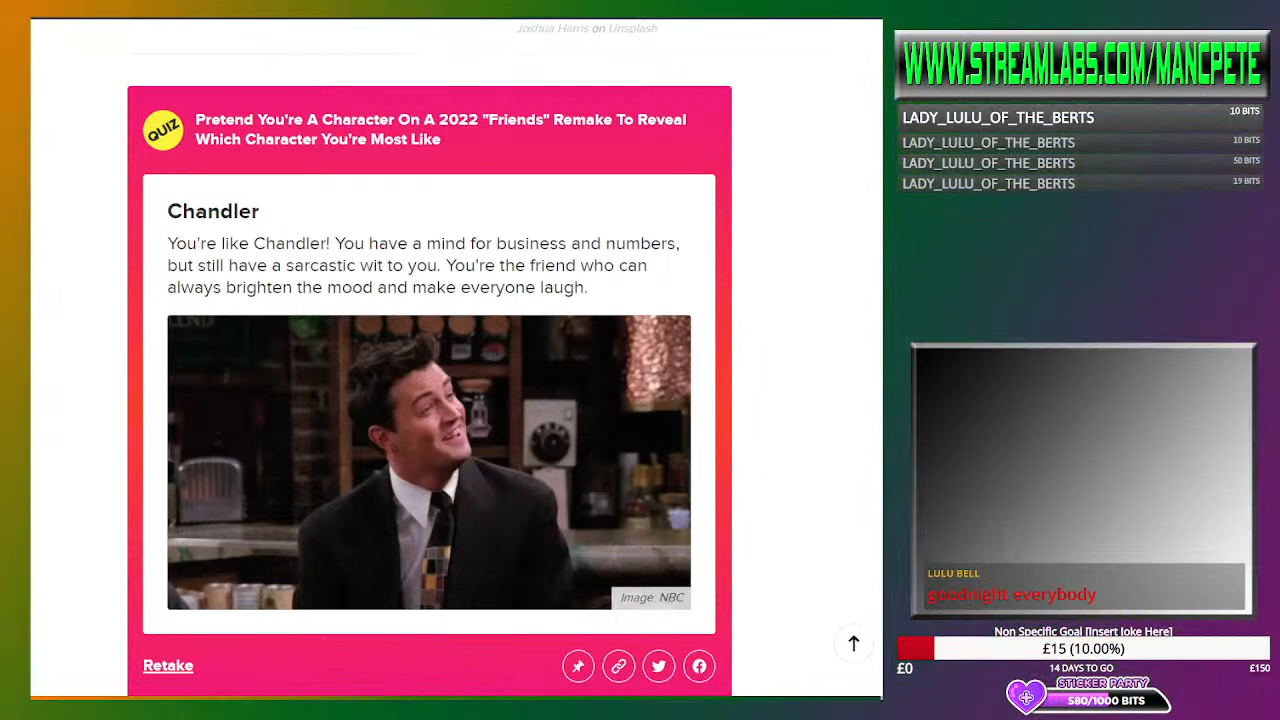 Joshua Harris on Unsplash
QUIZ
Pretend You're A Character On A 2022 "Friends" Remake To Reveal
Which Character You're Most Like
Chandler
You're like Chandler! You have a mind for business and numbers,
but still have a sarcastic wit to you. You're the friend who can
always brighten the mood and make everyone laugh.
Image: NBC
Retake
WWW.STREAMLABS.COM/MANCPETE
LADY_LULU_OF_THE_BERTS 10 BITS
LADY_LULU_OF_THE_BERTS 10 BITS
LADY_LULU_OF_THE_BERTS 50 BITS
LADY_LULU_OF_THE_BERTS 19 BITS
LULU BELL
goodnight everybody
Non Specific Goal [Insert Joke Here]
£15 (10.00%)
£0 14 DAYS TO GO £150
STICKER PARTY
580/1000 BITS